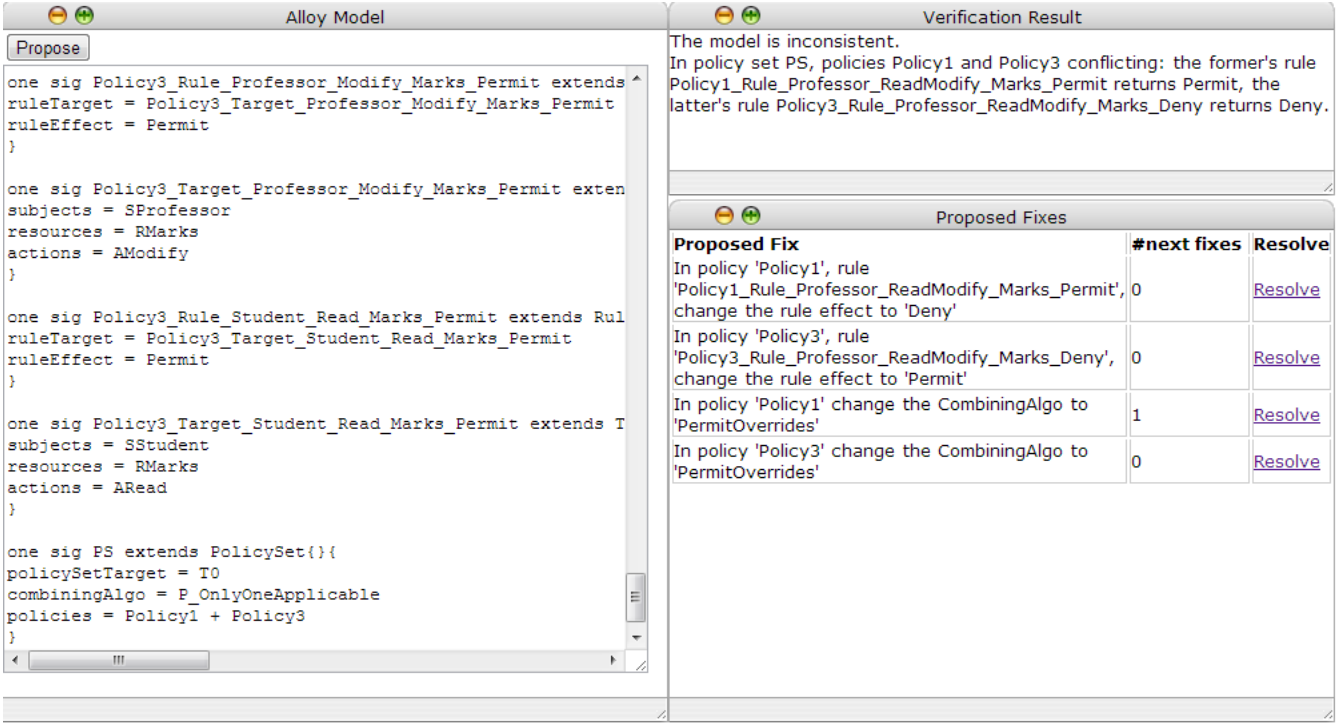 Alloy Model
Propose
one sig Policy3_Rule_Professor_Modify_Marks_Permit extends
ruleTarget = Policy3_Target_Professor_Modify_Marks_Permit
ruleEffect = Permit
}
one sig Policy3_Target_Professor_Modify_Marks_Permit exten
subjects = SProfessor
resources = RMarks
actions = AModify
}
one sig Policy3_Rule_Student_Read_Marks_Permit extends Rul
ruleTarget = Policy3_Target_Student_Read_Marks_Permit
ruleEffect = Permit
}
one sig Policy3_Target_Student_Read_Marks_Permit extends T
subjects = SStudent
resources = RMarks
actions = ARead
}
one sig PS extends PolicySet{}{
policySetTarget = T0
combiningAlgo = P_OnlyOneApplicable
policies = Policy1 + Policy3
}
Verification Result
The model is inconsistent.
In policy set PS, policies Policy1 and Policy3 conflicting: the former's rule
Policy1_Rule_Professor_ReadModify_Marks_Permit returns Permit, the
latter's rule Policy3_Rule_Professor_ReadModify_Marks_Deny returns Deny.
Proposed Fixes
Proposed Fix #next fixes Resolve
In policy 'Policy1', rule
'Policy1_Rule_Professor_ReadModify_Marks_Permit', 0 Resolve
change the rule effect to 'Deny'
In policy 'Policy3', rule
'Policy3_Rule_Professor_ReadModify_Marks_Deny', 0 Resolve
change the rule effect to 'Permit'
In policy 'Policy1' change the CombiningAlgo to
'PermitOverrides' 1 Resolve
In policy 'Policy3' change the CombiningAlgo to
'PermitOverrides' 0 Resolve